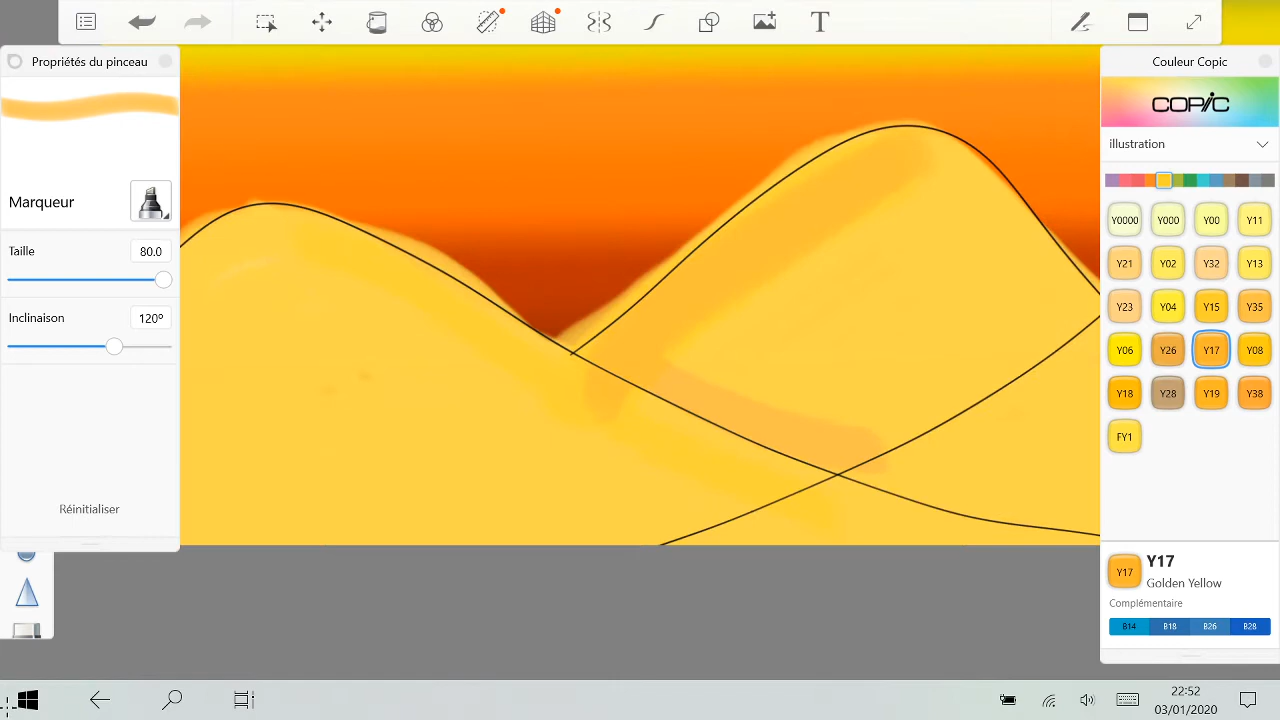 T
Propriétés du pinceau
Marqueur
Taille
80.0
Inclinaison
120º
Réinitialiser
Couleur Copic
COPIC
illustration
Y0000
Y000
Y00
Y11
Y21
Y02
Y32
Y13
Y23
Y04
Y15
Y35
Y06
Y26
Y17
Y08
Y18
Y28
Y19
Y38
FY1
Y17
Y17
Golden Yellow
Complémentaire
B14
B18
B26
B28
22:52
03/01/2020